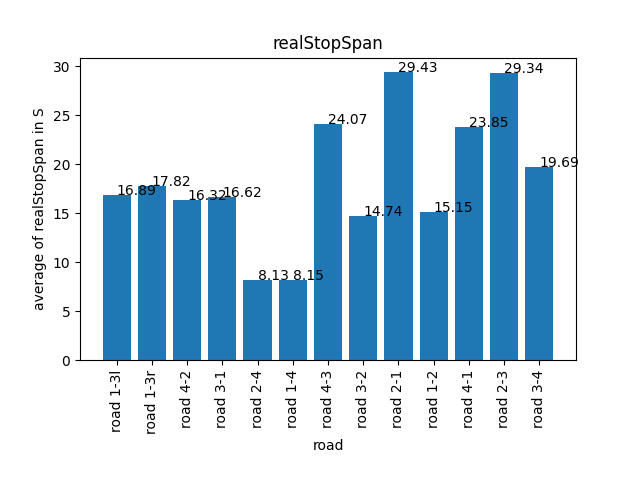 realStopSpan
average of realStopSpan in S
30
25
20
15
10
5
0
16.89
17.82
16.32
16.62
8.13
8.15
24.07
14.74
29.43
15.15
23.85
29.34
19.69
road 1-3l
road 1-3r
road 4-2
road 3-1
road 2-4
road 1-4
road 4-3
road 3-2
road 2-1
road 1-2
road 4-1
road 2-3
road 3-4
road